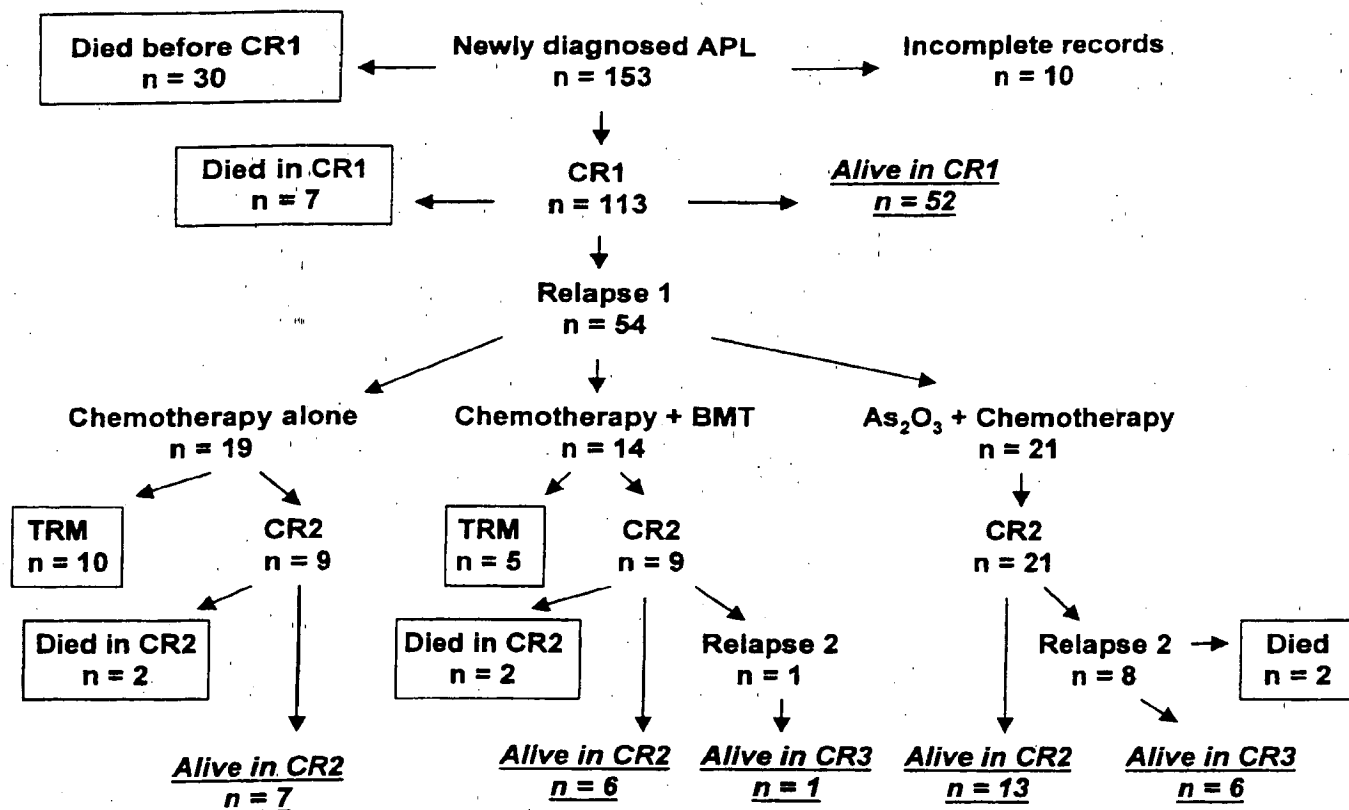 Died before CR1
n = 30
Newly diagnosed APL
n = 153
Incomplete records
n = 10
Died in CR1
n = 7
CR1
n = 113
Alive in CR1
n = 52
Relapse 1
n = 54
Chemotherapy alone
n = 19
Chemotherapy + BMT
n = 14
As₂O₃ + Chemotherapy
n = 21
TRM
n = 10
CR2
n = 9
TRM
n = 5
CR2
n = 9
CR2
n = 21
Died in CR2
n = 2
Died in CR2
n = 2
Relapse 2
n = 1
Relapse 2
n = 8
Died
n = 2
Alive in CR2
n = 7
Alive in CR2
n = 6
Alive in CR3
n = 1
Alive in CR2
n = 13
Alive in CR3
n = 6